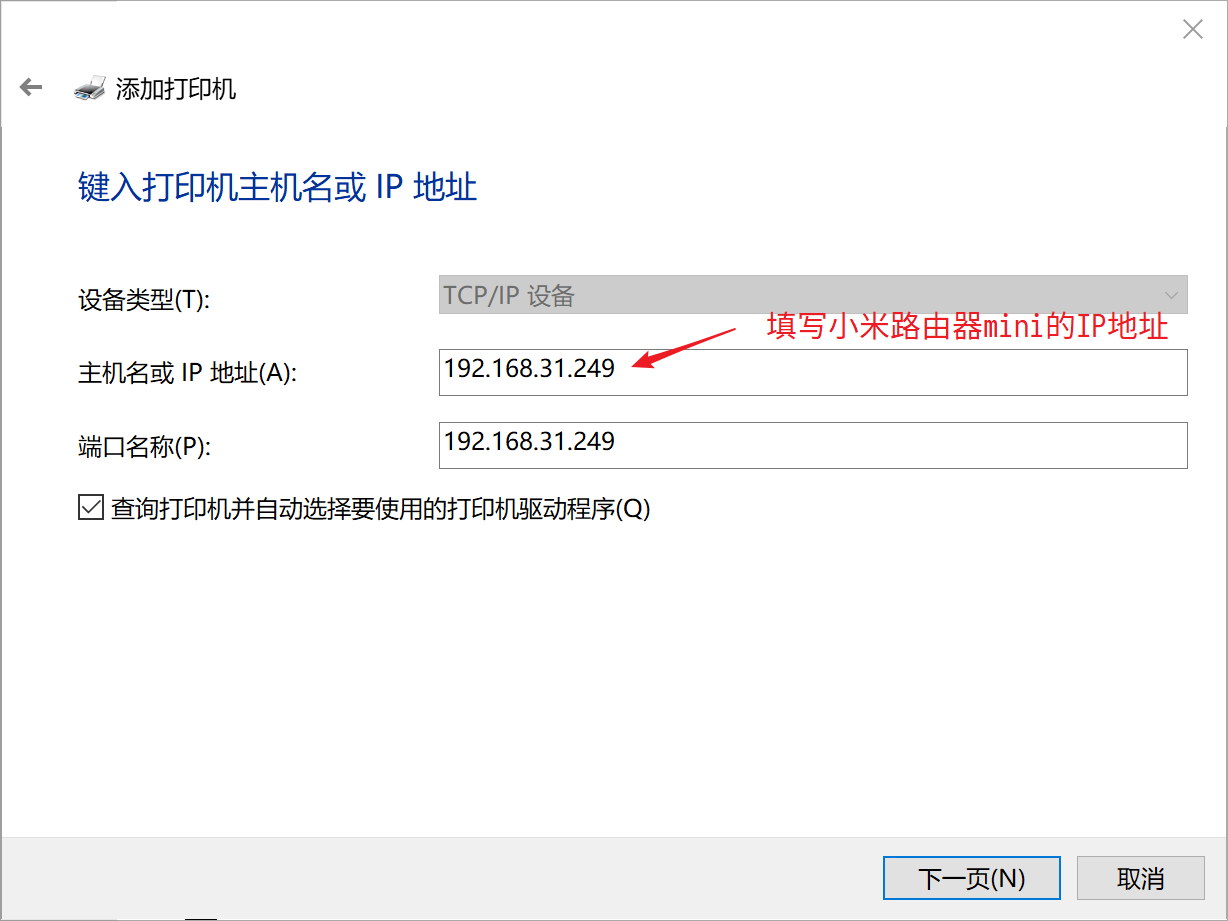 添加打印机
键入打印机主机名或 IP 地址
设备类型(T):
TCP/IP 设备
填写小米路由器mini的IP地址
主机名或 IP 地址(A):
192.168.31.249
端口名称(P):
192.168.31.249
查询打印机并自动选择要使用的打印机驱动程序(Q)
下一页(N)
取消